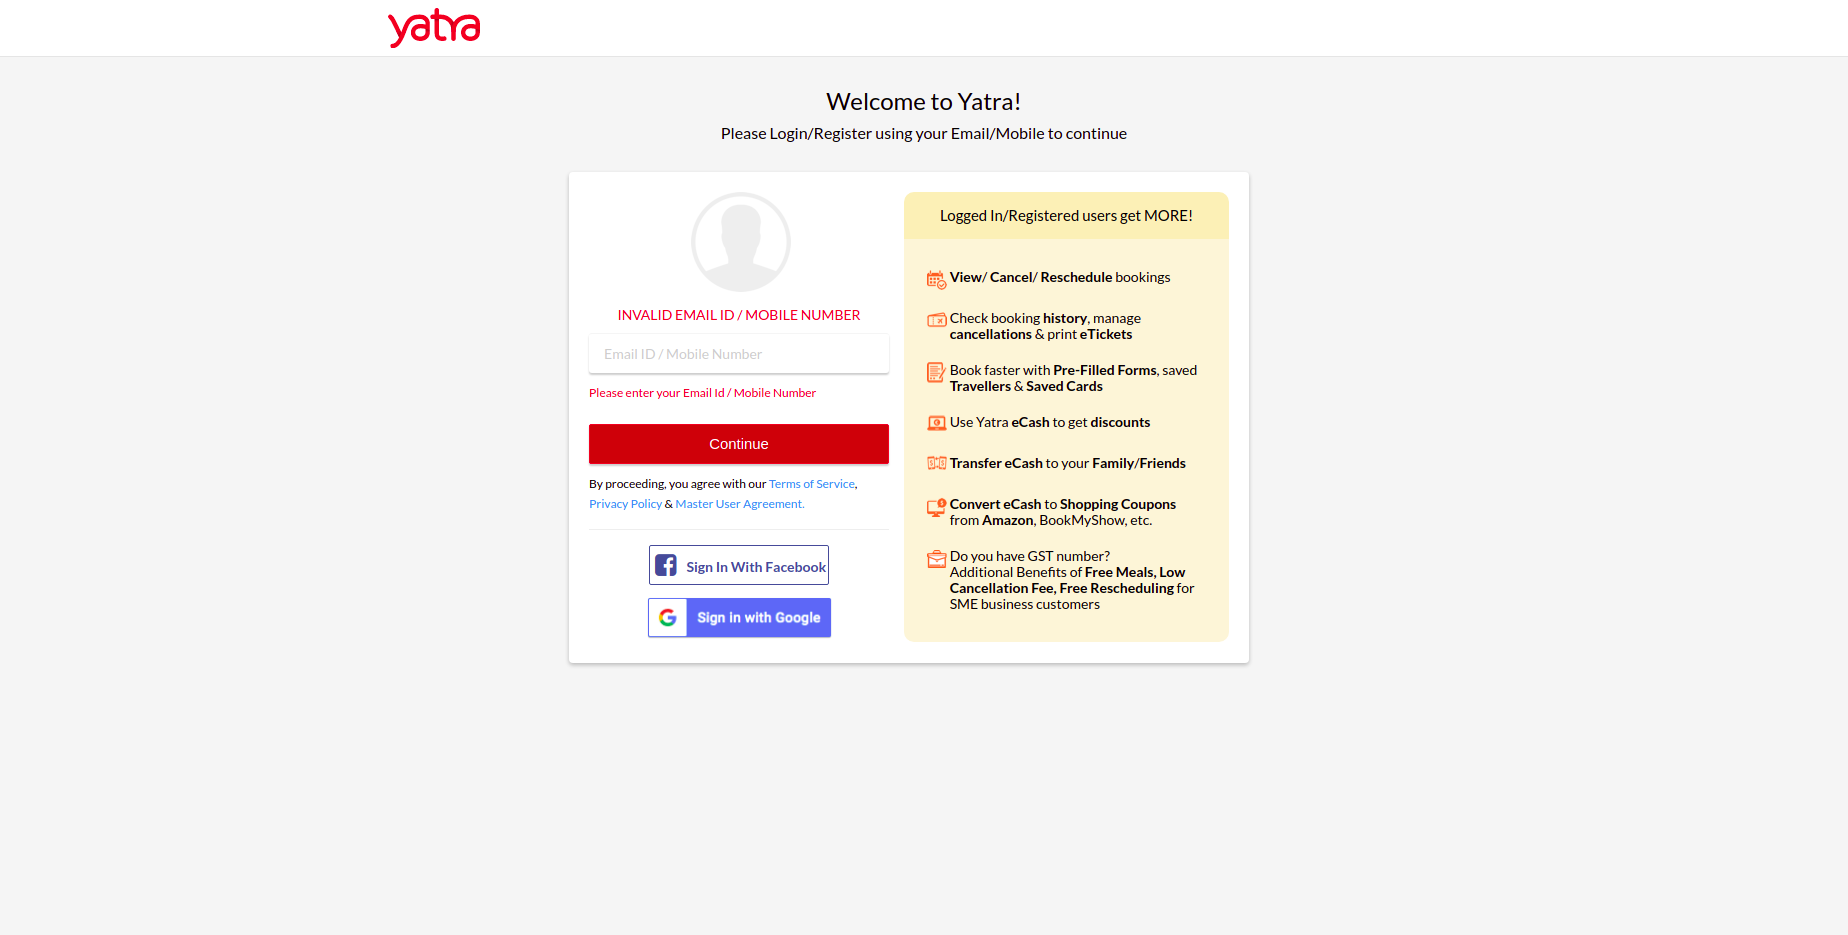 yatra
Welcome to Yatra!
Please Login/Register using your Email/Mobile to continue
INVALID EMAIL ID / MOBILE NUMBER
Email ID / Mobile Number
Please enter your Email Id / Mobile Number
Continue
By proceeding, you agree with our Terms of Service,
Privacy Policy & Master User Agreement.
Sign In With Facebook
Sign in with Google
Logged In/Registered users get MORE!
View/ Cancel/ Reschedule bookings
Check booking history, manage
cancellations & print eTickets
Book faster with Pre-Filled Forms, saved
Travellers & Saved Cards
Use Yatra eCash to get discounts
Transfer eCash to your Family/Friends
Convert eCash to Shopping Coupons
from Amazon, BookMyShow, etc.
Do you have GST number?
Additional Benefits of Free Meals, Low
Cancellation Fee, Free Rescheduling for
SME business customers